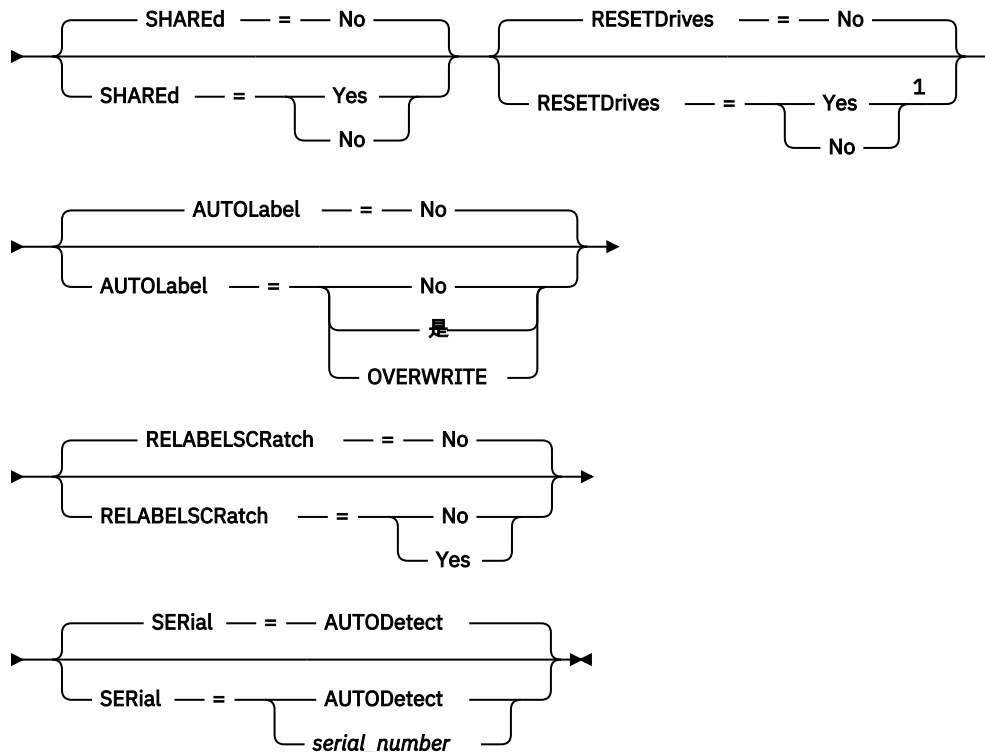 SHAREd = No RESETDrives = No
SHAREd = Yes RESETDrives = Yes 1
No No
AUTOLabel = No
AUTOLabel = No
是
OVERWRITE
RELABELSCRatch = No
RELABELSCRatch = No
Yes
SERial = AUTODetect
SERial = AUTODetect
serial_number